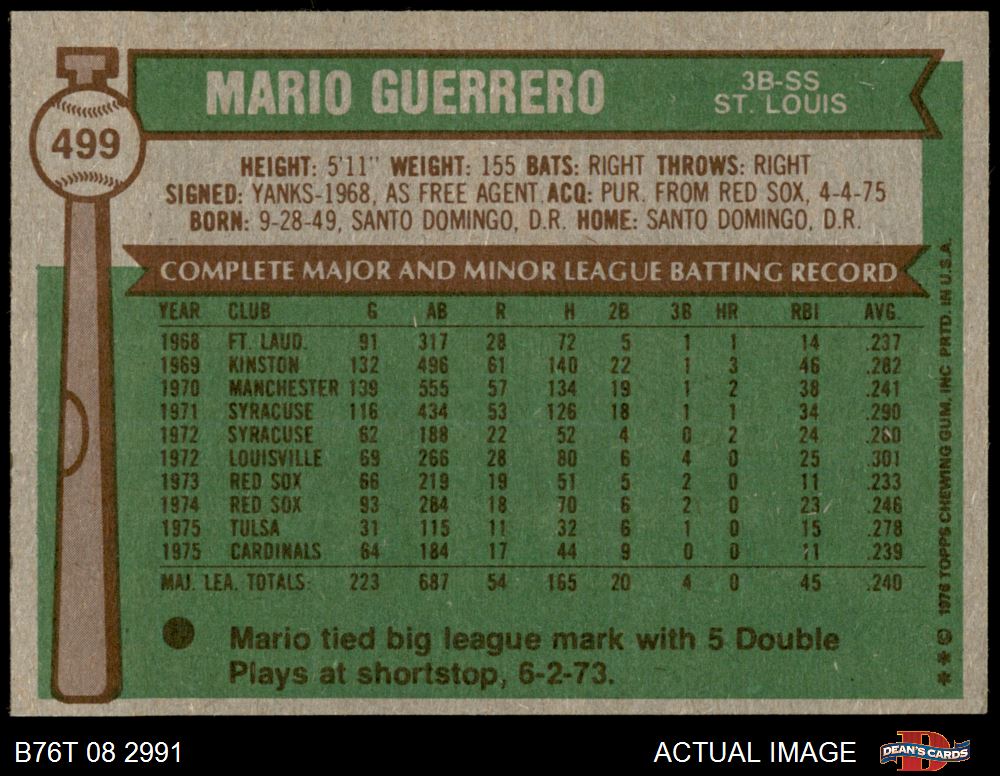 MARIO GUERRERO
3B-SS
ST. LOUIS
499
HEIGHT: 5'11" WEIGHT: 155 BATS: RIGHT THROWS: RIGHT
SIGNED: YANKS-1968, AS FREE AGENT ACQ: PUR. FROM RED SOX, 4-4-75
BORN: 9-28-49, SANTO DOMINGO, D.R. HOME: SANTO DOMINGO, D.R.
COMPLETE MAJOR AND MINOR LEAGUE BATTING RECORD
YEAR CLUB G AB R H 2B 3B HR RBI AVG.
1968 FT. LAUD. 91 317 28 72 5 1 1 14 .237
1969 KINSTON 132 496 61 140 22 1 3 46 .282
1970 MANCHESTER 139 555 57 134 19 1 2 38 .241
1971 SYRACUSE 116 434 53 126 18 1 1 34 .290
1972 SYRACUSE 62 188 22 52 4 0 2 24 .280
1972 LOUISVILLE 69 266 28 80 6 4 0 25 .301
1973 RED SOX 66 219 19 51 5 2 0 11 .233
1974 RED SOX 93 284 18 70 6 2 0 23 .246
1975 TULSA 31 115 11 32 6 1 0 15 .278
1975 CARDINALS 64 184 17 44 9 0 0 11 .239
MAJ. LEA. TOTALS: 223 687 54 165 20 4 0 45 .240
Mario tied big league mark with 5 Double
Plays at shortstop, 6-2-73.
** © 1976 TOPPS CHEWING GUM, INC PRTD. IN U.S.A.
B76T 08 2991
ACTUAL IMAGE
D
DEAN'S CARDS